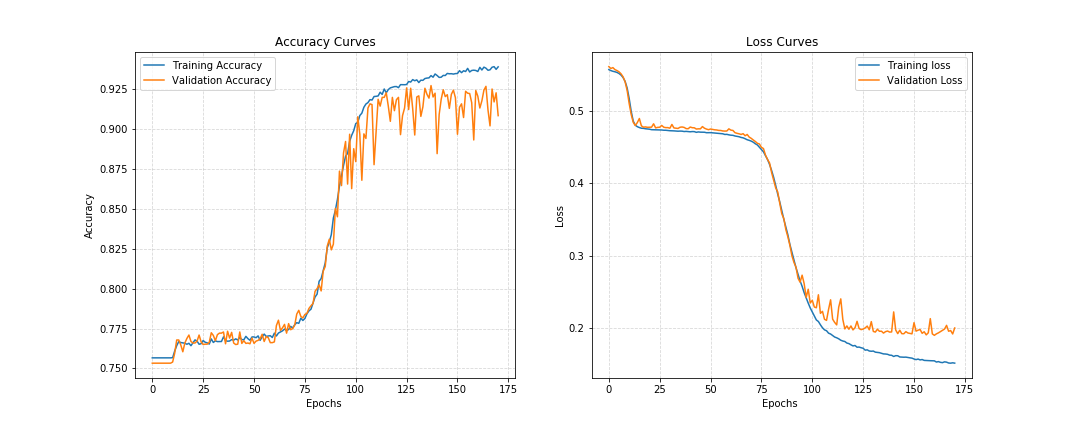 Accuracy Curves
Training Accuracy
Validation Accuracy
0.925
0.900
0.875
0.850
0.825
0.800
0.775
0.750
Accuracy
0 25 50 75 100 125 150 175
Epochs
Loss Curves
Training loss
Validation Loss
0.5
0.4
0.3
0.2
Loss
0 25 50 75 100 125 150 175
Epochs